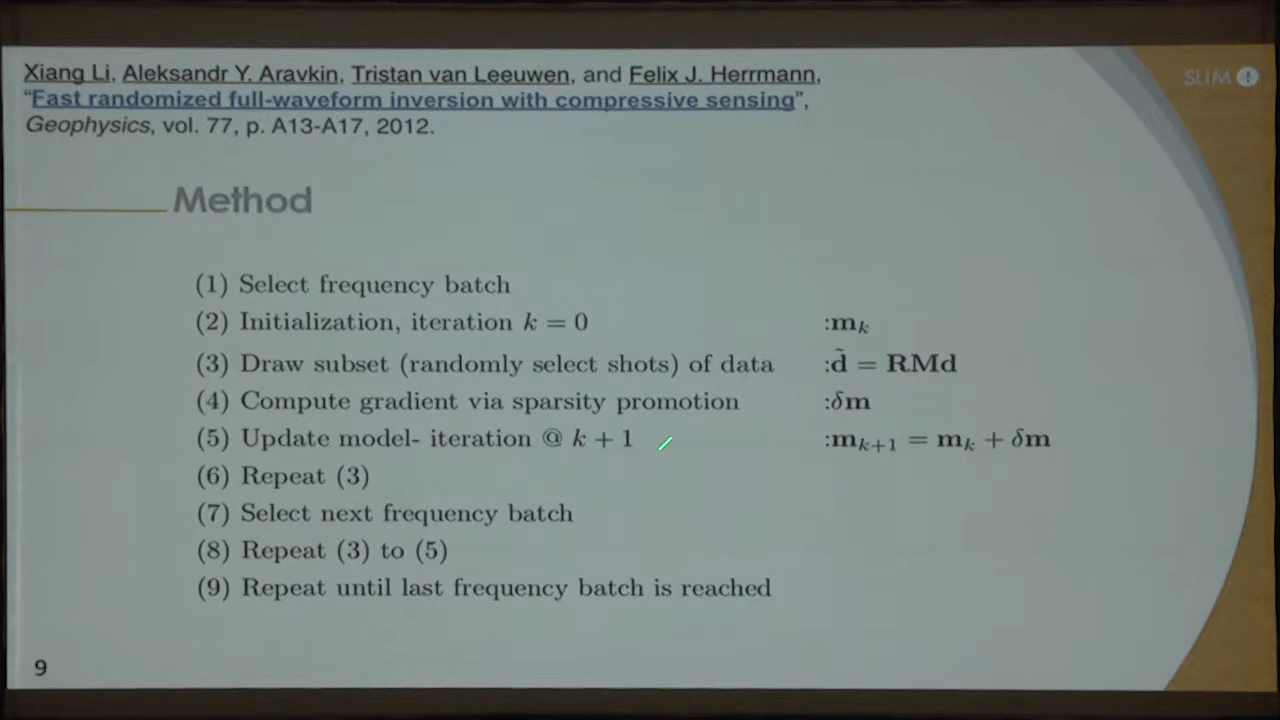 Xiang Li, Aleksandr Y. Aravkin, Tristan van Leeuwen, and Felix J. Herrmann,
“Fast randomized full-waveform inversion with compressive sensing”,
Geophysics, vol. 77, p. A13-A17, 2012.
SLIM
Method
(1) Select frequency batch
(2) Initialization, iteration k = 0 :mₖ
(3) Draw subset (randomly select shots) of data :d̃ = RMd
(4) Compute gradient via sparsity promotion :δm
(5) Update model- iteration @ k + 1 :mₖ₊₁ = mₖ + δm
(6) Repeat (3)
(7) Select next frequency batch
(8) Repeat (3) to (5)
(9) Repeat until last frequency batch is reached
9